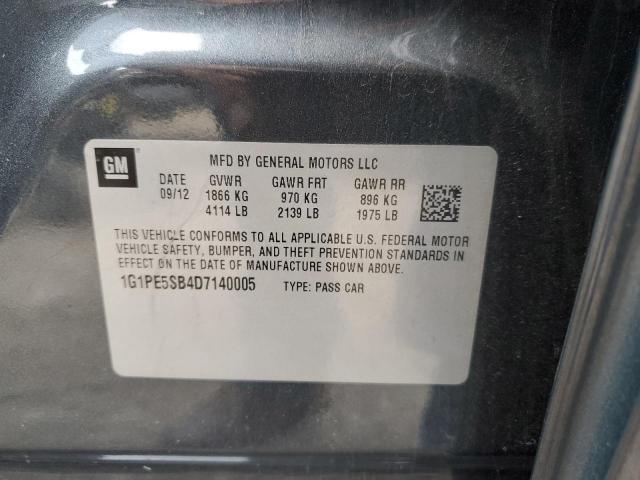 GM
MFD BY GENERAL MOTORS LLC
DATE GVWR GAWR FRT GAWR RR
09/12 1866 KG 970 KG 896 KG
4114 LB 2139 LB 1975 LB
THIS VEHICLE CONFORMS TO ALL APPLICABLE U.S. FEDERAL MOTOR
VEHICLE SAFETY, BUMPER, AND THEFT PREVENTION STANDARDS
IN EFFECT ON THE DATE OF MANUFACTURE SHOWN ABOVE.
1G1PE5SB4D7140005 TYPE: PASS CAR